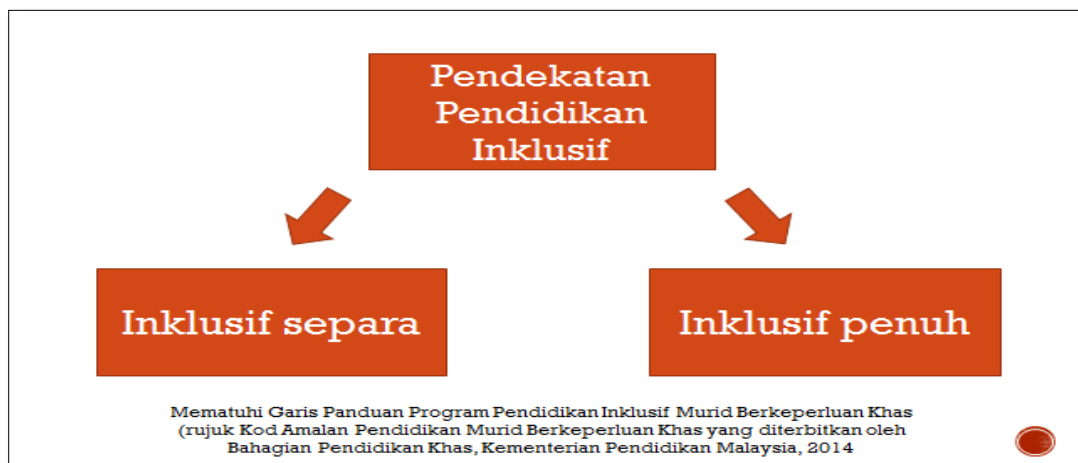 Pendekatan
Pendidikan
Inklusif
Inklusif separa
Inklusif penuh
Mematuhi Garis Panduan Program Pendidikan Inklusif Murid Berkeperluan Khas
(rujuk Kod Amalan Pendidikan Murid Berkeperluan Khas yang diterbitkan oleh
Bahagian Pendidikan Khas, Kementerian Pendidikan Malaysia, 2014